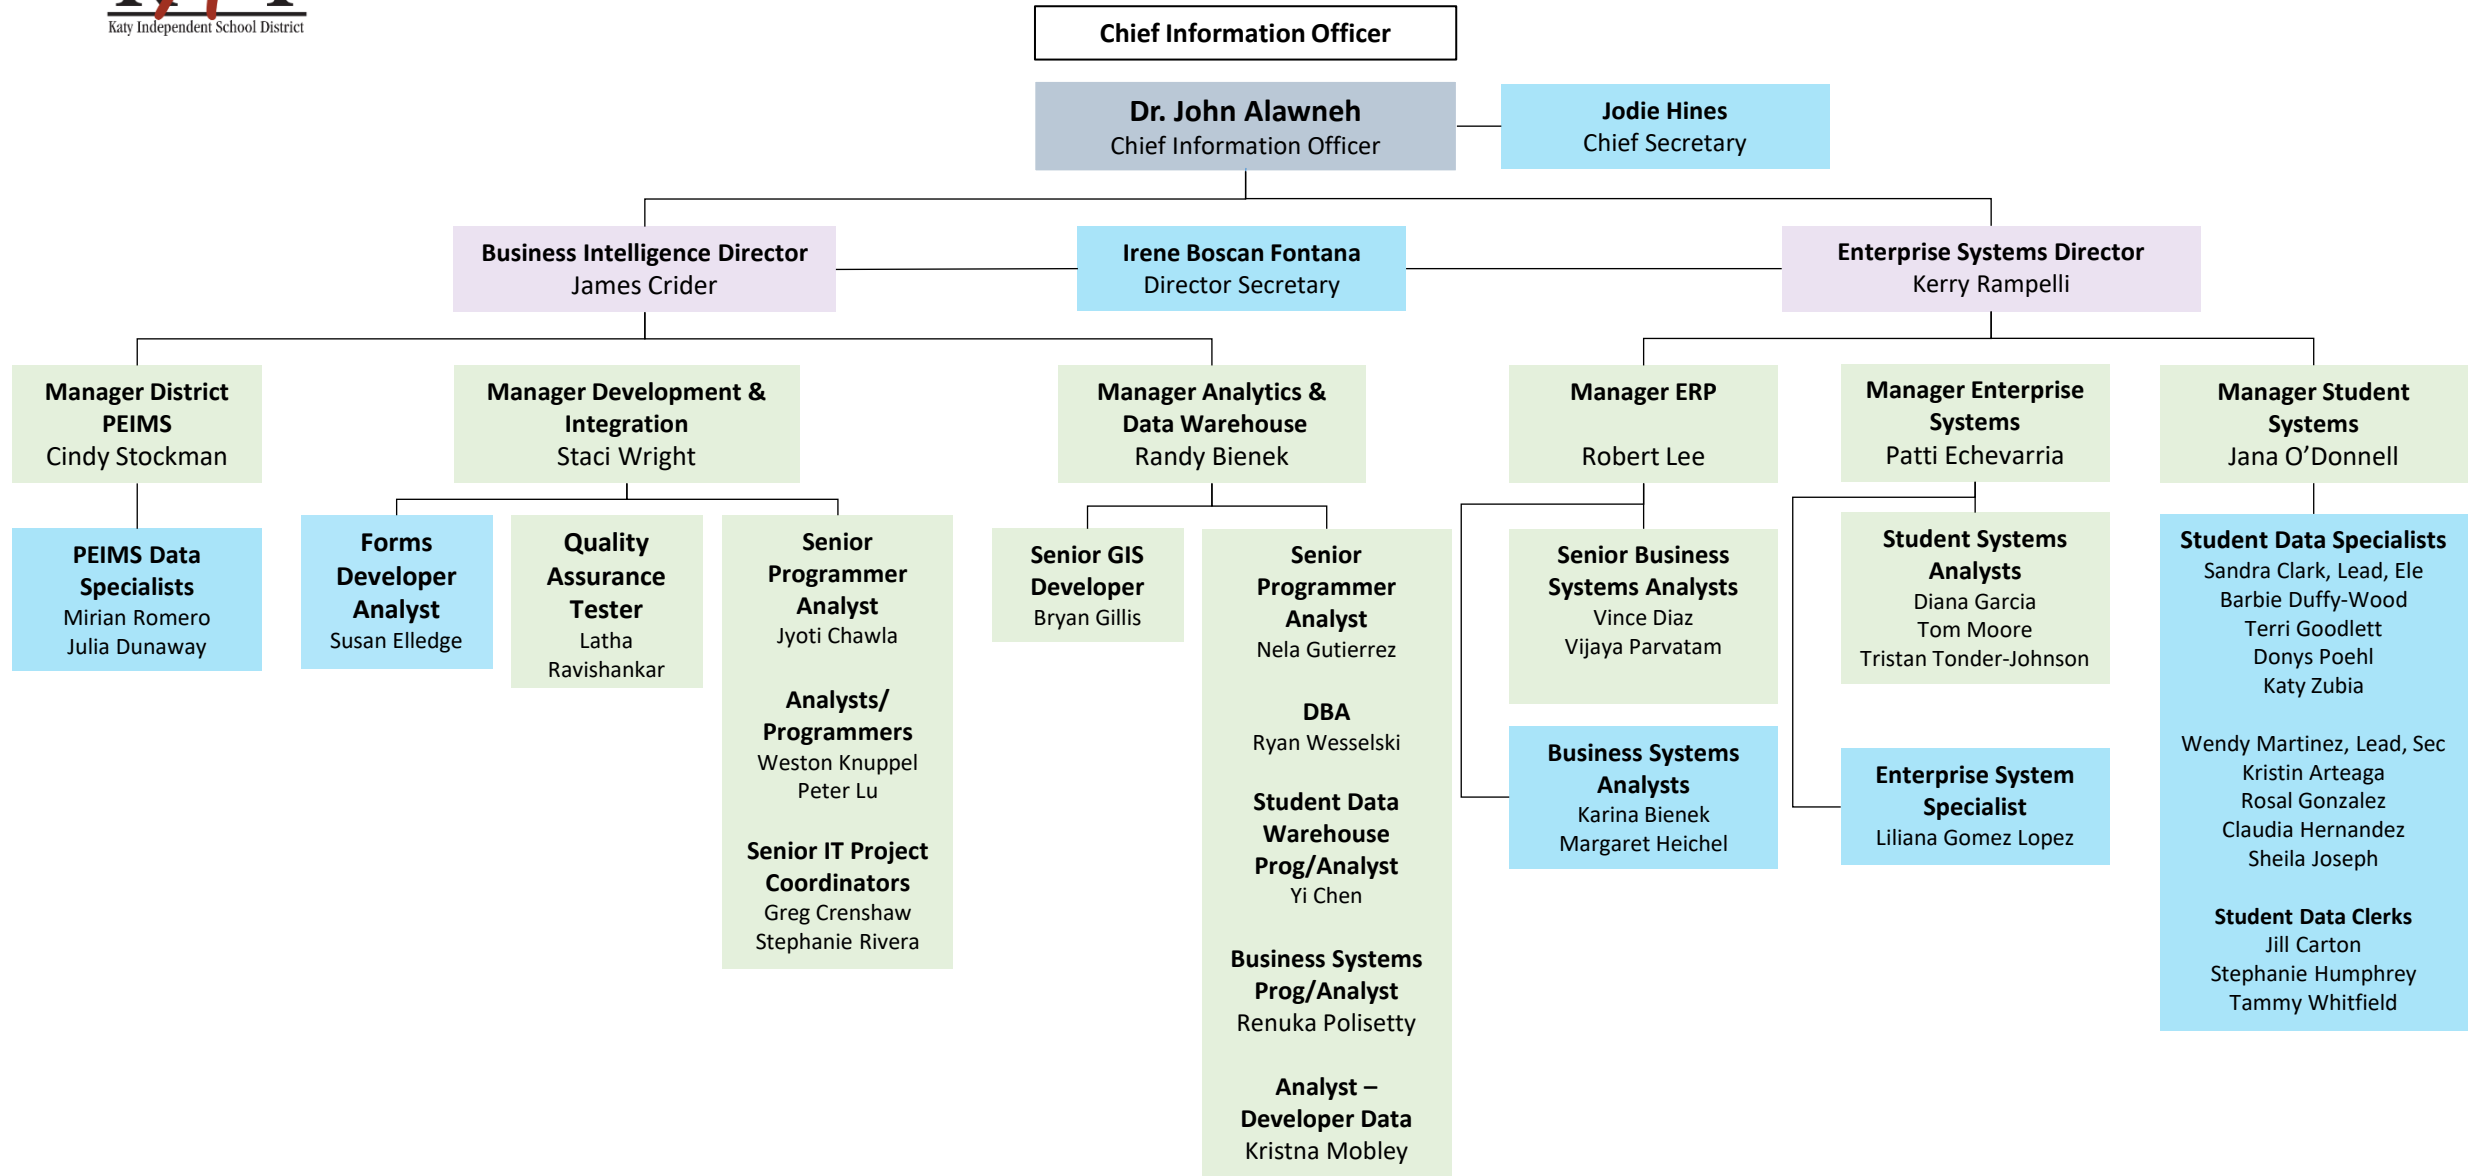 Katy Independent School District
Chief Information Officer
Dr. John Alawneh
Chief Information Officer
Jodie Hines
Chief Secretary
Business Intelligence Director
James Crider
Irene Boscan Fontana
Director Secretary
Enterprise Systems Director
Kerry Rampelli
Manager District
PEIMS
Cindy Stockman
Manager Development &
Integration
Staci Wright
Manager Analytics &
Data Warehouse
Randy Bienek
Manager ERP
Robert Lee
Manager Enterprise
Systems
Patti Echevarria
Manager Student
Systems
Jana O’Donnell
PEIMS Data
Specialists
Mirian Romero
Julia Dunaway
Forms
Developer
Analyst
Susan Elledge
Quality
Assurance
Tester
Latha
Ravishankar
Senior
Programmer
Analyst
Jyoti Chawla
Analysts/
Programmers
Weston Knuppel
Peter Lu
Senior IT Project
Coordinators
Greg Crenshaw
Stephanie Rivera
Senior GIS
Developer
Bryan Gillis
Senior
Programmer
Analyst
Nela Gutierrez
DBA
Ryan Wesselski
Student Data
Warehouse
Prog/Analyst
Yi Chen
Business Systems
Prog/Analyst
Renuka Polisetty
Analyst –
Developer Data
Kristna Mobley
Senior Business
Systems Analysts
Vince Diaz
Vijaya Parvatam
Business Systems
Analysts
Karina Bienek
Margaret Heichel
Student Systems
Analysts
Diana Garcia
Tom Moore
Tristan Tonder-Johnson
Enterprise System
Specialist
Liliana Gomez Lopez
Student Data Specialists
Sandra Clark, Lead, Ele
Barbie Duffy-Wood
Terri Goodlett
Donys Poehl
Katy Zubia
Wendy Martinez, Lead, Sec
Kristin Arteaga
Rosal Gonzalez
Claudia Hernandez
Sheila Joseph
Student Data Clerks
Jill Carton
Stephanie Humphrey
Tammy Whitfield